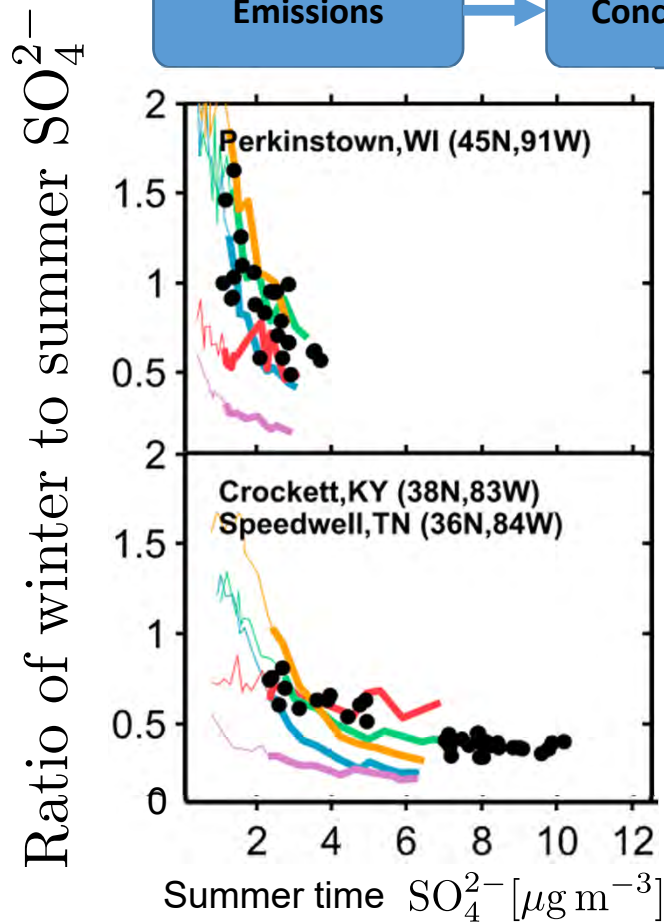 Emissions
Conc
Ratio of winter to summer SO₄²⁻
2
Perkinstown,WI (45N,91W)
1.5
1
0.5
2
Crockett,KY (38N,83W)
Speedwell,TN (36N,84W)
1.5
1
0.5
0
2 4 6 8 10 12
Summer time SO₄²⁻[μg m⁻³]